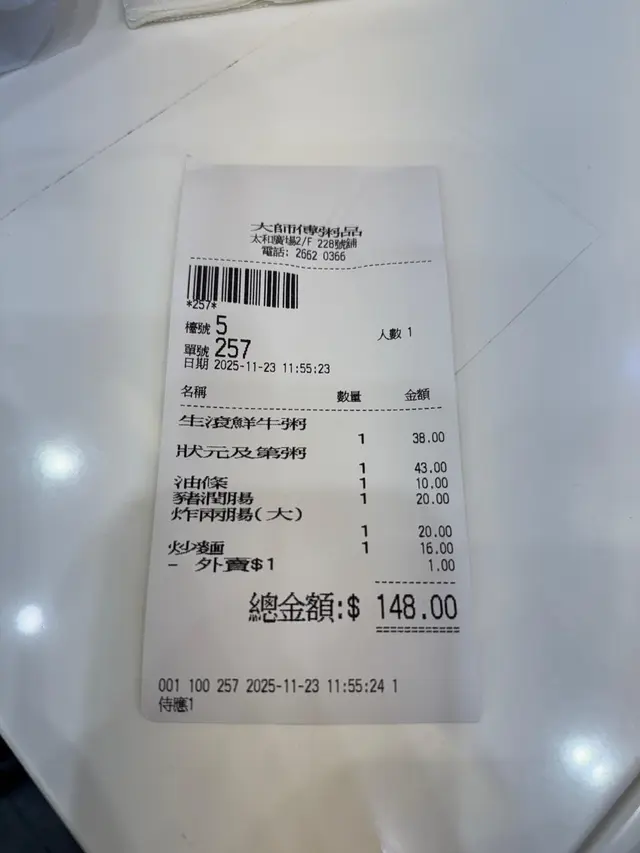 大師傅粥品
太和廣場2/F 228號舖
電話: 2662 0366
*257*
檯號 5 人數 1
單號 257
日期 2025-11-23 11:55:23
名稱 數量 金額
生滾鮮牛粥
1 38.00
狀元及第粥
1 43.00
油條 1 10.00
豬潤腸 1 20.00
炸兩腸(大)
1 20.00
炒麵 1 16.00
- 外賣$1 1.00
總金額:$ 148.00
001 100 257 2025-11-23 11:55:24 1
侍應1